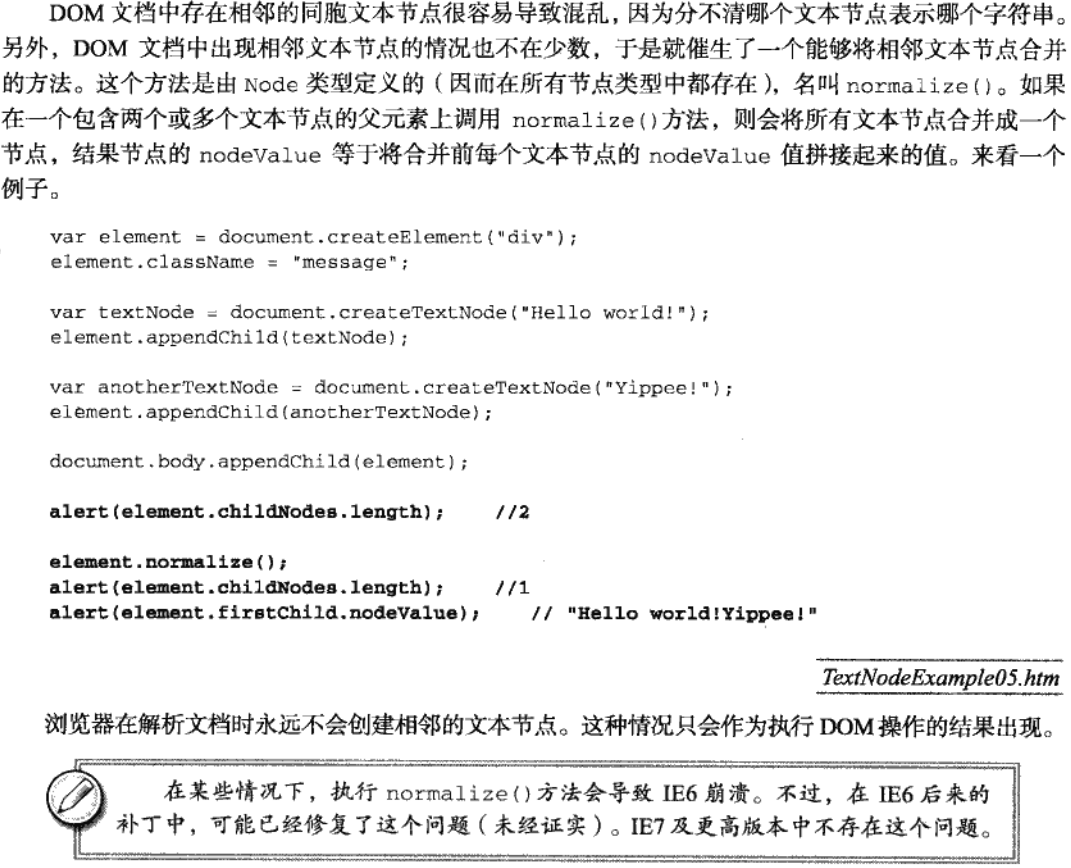 DOM 文档中存在相邻的同胞文本节点很容易导致混乱，因为分不清哪个文本节点表示哪个字符串。
另外，DOM 文档中出现相邻文本节点的情况也不在少数，于是就催生了一个能够将相邻文本节点合并
的方法。这个方法是由 Node 类型定义的（因而在所有节点类型中都存在），名叫 normalize()。如果
在一个包含两个或多个文本节点的父元素上调用 normalize()方法，则会将所有文本节点合并成一个
节点，结果节点的 nodeValue 等于将合并前每个文本节点的 nodeValue 值拼接起来的值。来看一个
例子。
var element = document.createElement("div");
element.className = "message";
var textNode = document.createTextNode("Hello world!");
element.appendChild(textNode);
var anotherTextNode = document.createTextNode("Yippee!");
element.appendChild(anotherTextNode);
document.body.appendChild(element);
alert(element.childNodes.length); //2
element.normalize();
alert(element.childNodes.length); //1
alert(element.firstChild.nodeValue); // "Hello world!Yippee!"
TextNodeExample05.htm
浏览器在解析文档时永远不会创建相邻的文本节点。这种情况只会作为执行 DOM 操作的结果出现。
在某些情况下，执行 normalize()方法会导致 IE6 崩溃。不过，在 IE6 后来的
补丁中，可能已经修复了这个问题（未经证实）。IE7 及更高版本中不存在这个问题。